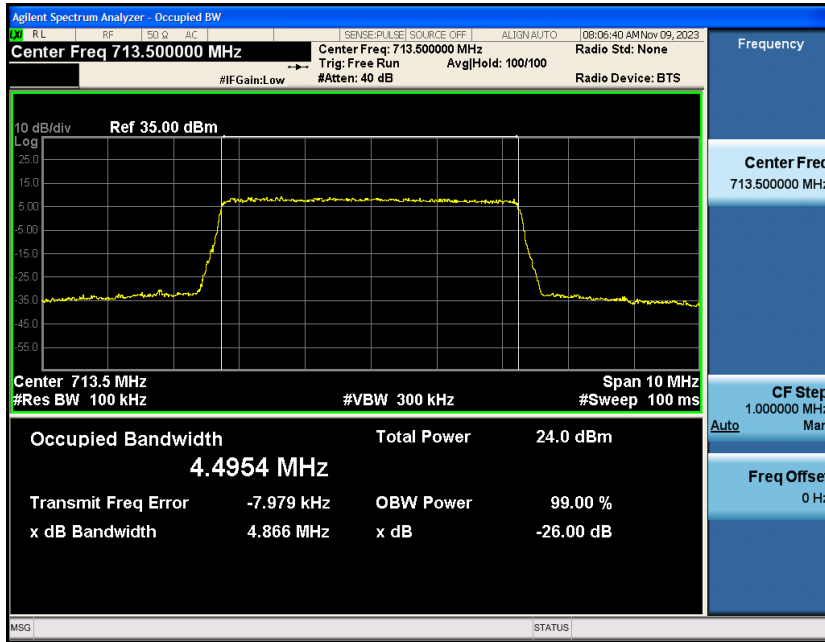 Agilent Spectrum Analyzer - Occupied BW
LXI RL RF 50 Ω AC SENSE:PULSE SOURCE OFF ALIGN AUTO 08:06:40 AM Nov 09, 2023
Center Freq 713.500000 MHz
Center Freq: 713.500000 MHz Radio Std: None
Trig: Free Run Avg|Hold: 100/100
#IFGain:Low #Atten: 40 dB Radio Device: BTS
10 dB/div Ref 35.00 dBm
Log
25.0
15.0
5.00
-5.00
-15.0
-25.0
-35.0
-45.0
-55.0
Center 713.5 MHz Span 10 MHz
#Res BW 100 kHz #VBW 300 kHz #Sweep 100 ms
Occupied Bandwidth Total Power 24.0 dBm
4.4954 MHz
Transmit Freq Error -7.979 kHz OBW Power 99.00 %
x dB Bandwidth 4.866 MHz x dB -26.00 dB
MSG STATUS
Frequency
Center Freq
713.500000 MHz
CF Step
1.000000 MHz
Auto Man
Freq Offset
0 Hz